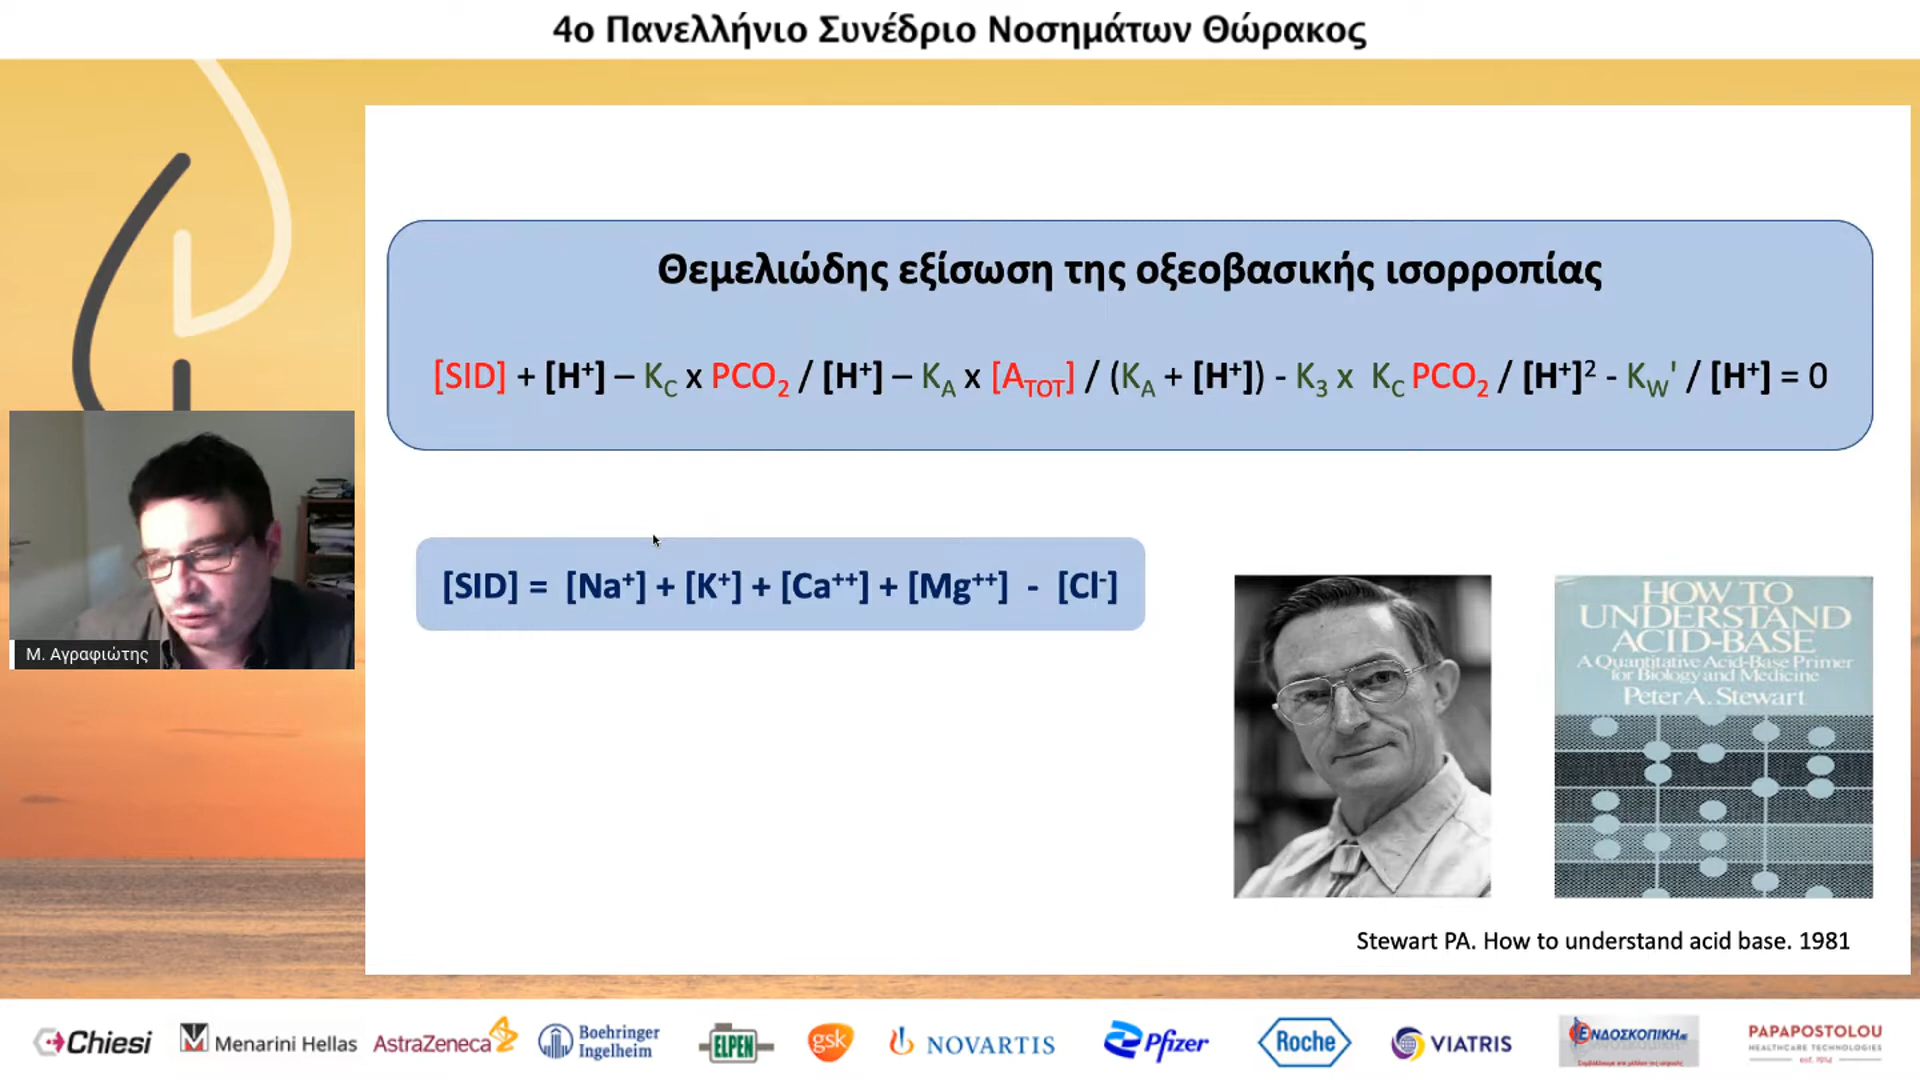 4ο Πανελλήνιο Συνέδριο Νοσημάτων Θώρακος
Θεμελιώδης εξίσωση της οξεοβασικής ισορροπίας
[SID] + [H⁺] – K_C x PCO₂ / [H⁺] – K_A x [A_TOT] / (K_A + [H⁺]) - K₃ x K_C PCO₂ / [H⁺]² - K_W' / [H⁺] = 0
[SID] = [Na⁺] + [K⁺] + [Ca⁺⁺] + [Mg⁺⁺] - [Cl⁻]
Μ. Αγραφιώτης
HOW TO
UNDERSTAND
ACID-BASE
A Quantitative Acid-Base Primer
for Biology and Medicine
Peter A. Stewart
Stewart PA. How to understand acid base. 1981
Chiesi
Menarini Hellas
AstraZeneca
Boehringer
Ingelheim
ELPEN
gsk
NOVARTIS
Pfizer
Roche
VIATRIS
ΕΝΔΟΣΚΟΠΙΚΗ
PAPAPOSTOLOU
HEALTHCARE TECHNOLOGIES